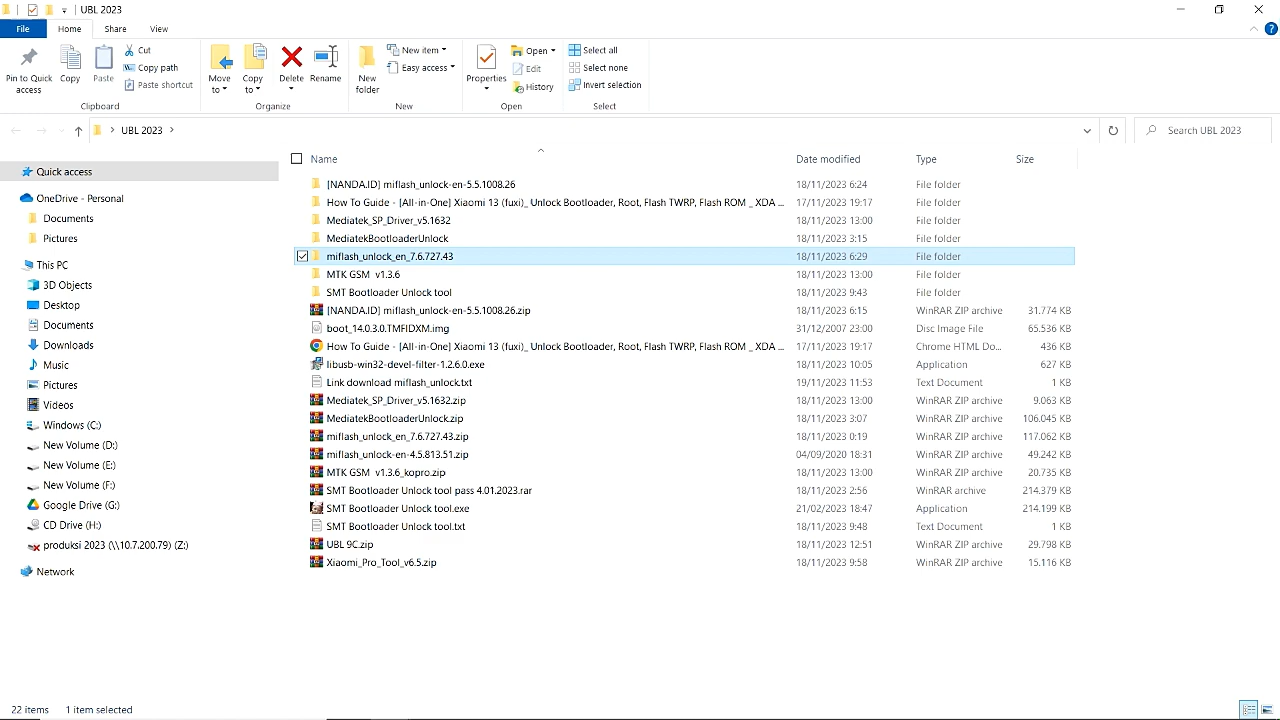 UBL 2023
File Home Share View
Pin to Quick access
Copy
Paste
Cut
Copy path
Paste shortcut
Clipboard
Move to
Copy to
Delete
Rename
Organize
New folder
New item
Easy access
New
Properties
Open
Edit
History
Open
Select all
Select none
Invert selection
Select
UBL 2023
Search UBL 2023
Quick access
OneDrive - Personal
Documents
Pictures
This PC
3D Objects
Desktop
Documents
Downloads
Music
Pictures
Videos
Windows (C:)
New Volume (D:)
New Volume (E:)
New Volume (F:)
Google Drive (G:)
CD Drive (H:)
produksi 2023 (\\10.7.200.79) (Z:)
Network
Name Date modified Type Size
[NANDA.ID] miflash_unlock-en-5.5.1008.26 18/11/2023 6:24 File folder
How To Guide - [All-in-One] Xiaomi 13 (fuxi)_ Unlock Bootloader, Root, Flash TWRP, Flash ROM _ XDA ... 17/11/2023 19:17 File folder
Mediatek_SP_Driver_v5.1632 18/11/2023 13:00 File folder
MediatekBootloaderUnlock 18/11/2023 3:15 File folder
miflash_unlock_en_7.6.727.43 18/11/2023 6:29 File folder
MTK GSM v1.3.6 18/11/2023 13:00 File folder
SMT Bootloader Unlock tool 18/11/2023 9:43 File folder
[NANDA.ID] miflash_unlock-en-5.5.1008.26.zip 18/11/2023 6:15 WinRAR ZIP archive 31.774 KB
boot_14.0.3.0.TMFIDXM.img 31/12/2007 23:00 Disc Image File 65.536 KB
How To Guide - [All-in-One] Xiaomi 13 (fuxi)_ Unlock Bootloader, Root, Flash TWRP, Flash ROM _ XDA ... 17/11/2023 19:17 Chrome HTML Do... 436 KB
libusb-win32-devel-filter-1.2.6.0.exe 18/11/2023 10:05 Application 627 KB
Link download miflash_unlock.txt 19/11/2023 11:53 Text Document 1 KB
Mediatek_SP_Driver_v5.1632.zip 18/11/2023 13:00 WinRAR ZIP archive 9.063 KB
MediatekBootloaderUnlock.zip 18/11/2023 3:07 WinRAR ZIP archive 106.045 KB
miflash_unlock_en_7.6.727.43.zip 18/11/2023 0:19 WinRAR ZIP archive 117.062 KB
miflash_unlock-en-4.5.813.51.zip 04/09/2020 18:31 WinRAR ZIP archive 49.242 KB
MTK GSM v1.3.6_kopro.zip 18/11/2023 13:00 WinRAR ZIP archive 20.735 KB
SMT Bootloader Unlock tool pass 4.01.2023.rar 18/11/2023 2:56 WinRAR archive 214.379 KB
SMT Bootloader Unlock tool.exe 21/02/2023 18:47 Application 214.199 KB
SMT Bootloader Unlock tool.txt 18/11/2023 9:48 Text Document 1 KB
UBL 9C.zip 18/11/2023 12:51 WinRAR ZIP archive 29.798 KB
Xiaomi_Pro_Tool_v6.5.zip 18/11/2023 9:58 WinRAR ZIP archive 15.116 KB
22 items 1 item selected